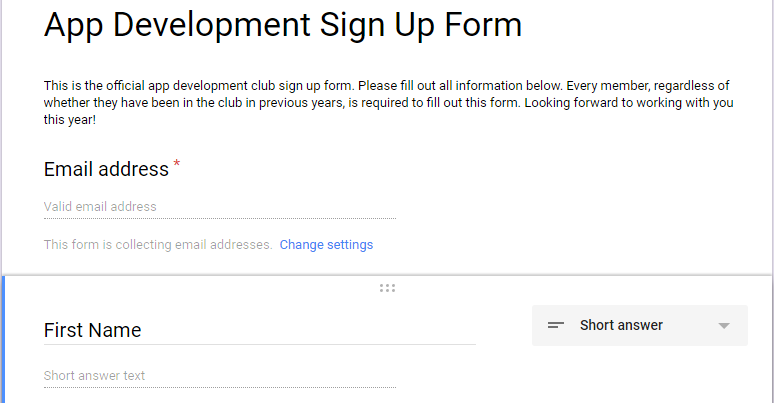 App Development Sign Up Form
This is the official app development club sign up form. Please fill out all information below. Every member, regardless of
whether they have been in the club in previous years, is required to fill out this form. Looking forward to working with you
this year!
Email address *
Valid email address
This form is collecting email addresses. Change settings
First Name
Short answer
Short answer text